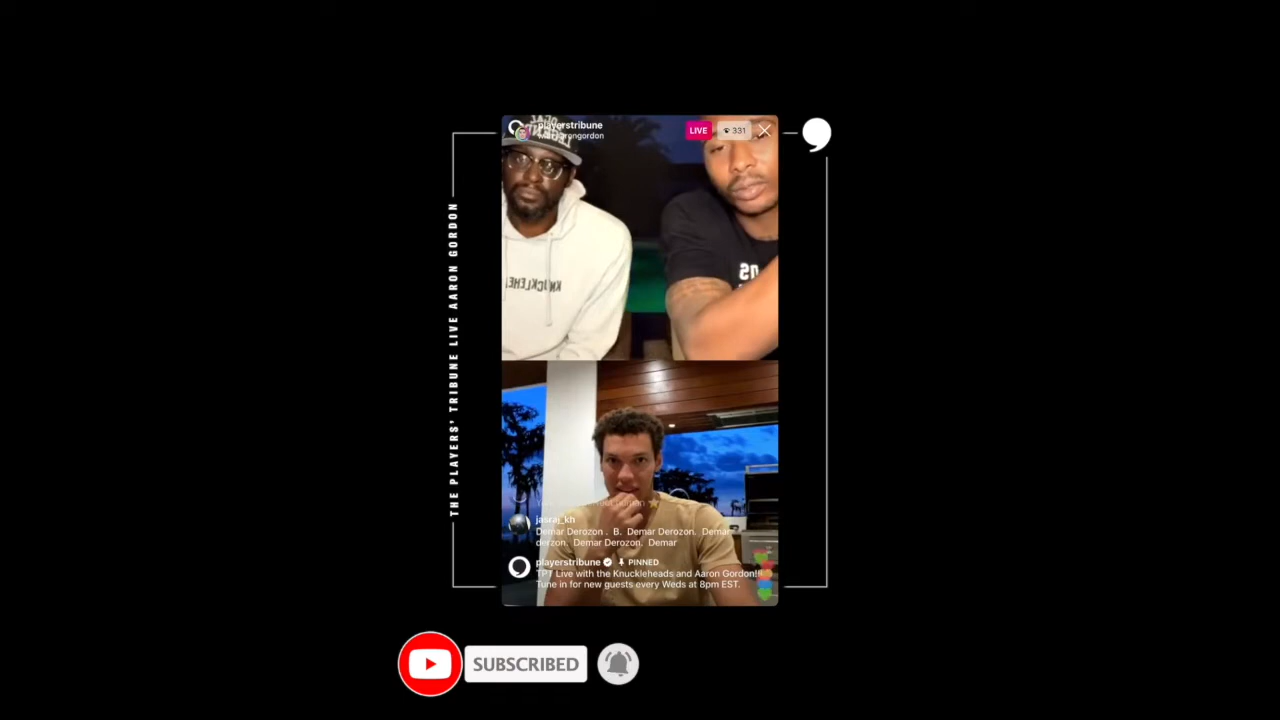 playerstribune
LIVE
331
THE PLAYERS' TRIBUNE LIVE AARON GORDON
jasraj_kh
Demar Derozon . B. Demar Derozon. Demar
derzon. Demar Derozon. Demar
playerstribune PINNED
TPT Live with the Knuckleheads and Aaron Gordon!!
Tune in for new guests every Weds at 8pm EST.
SUBSCRIBED